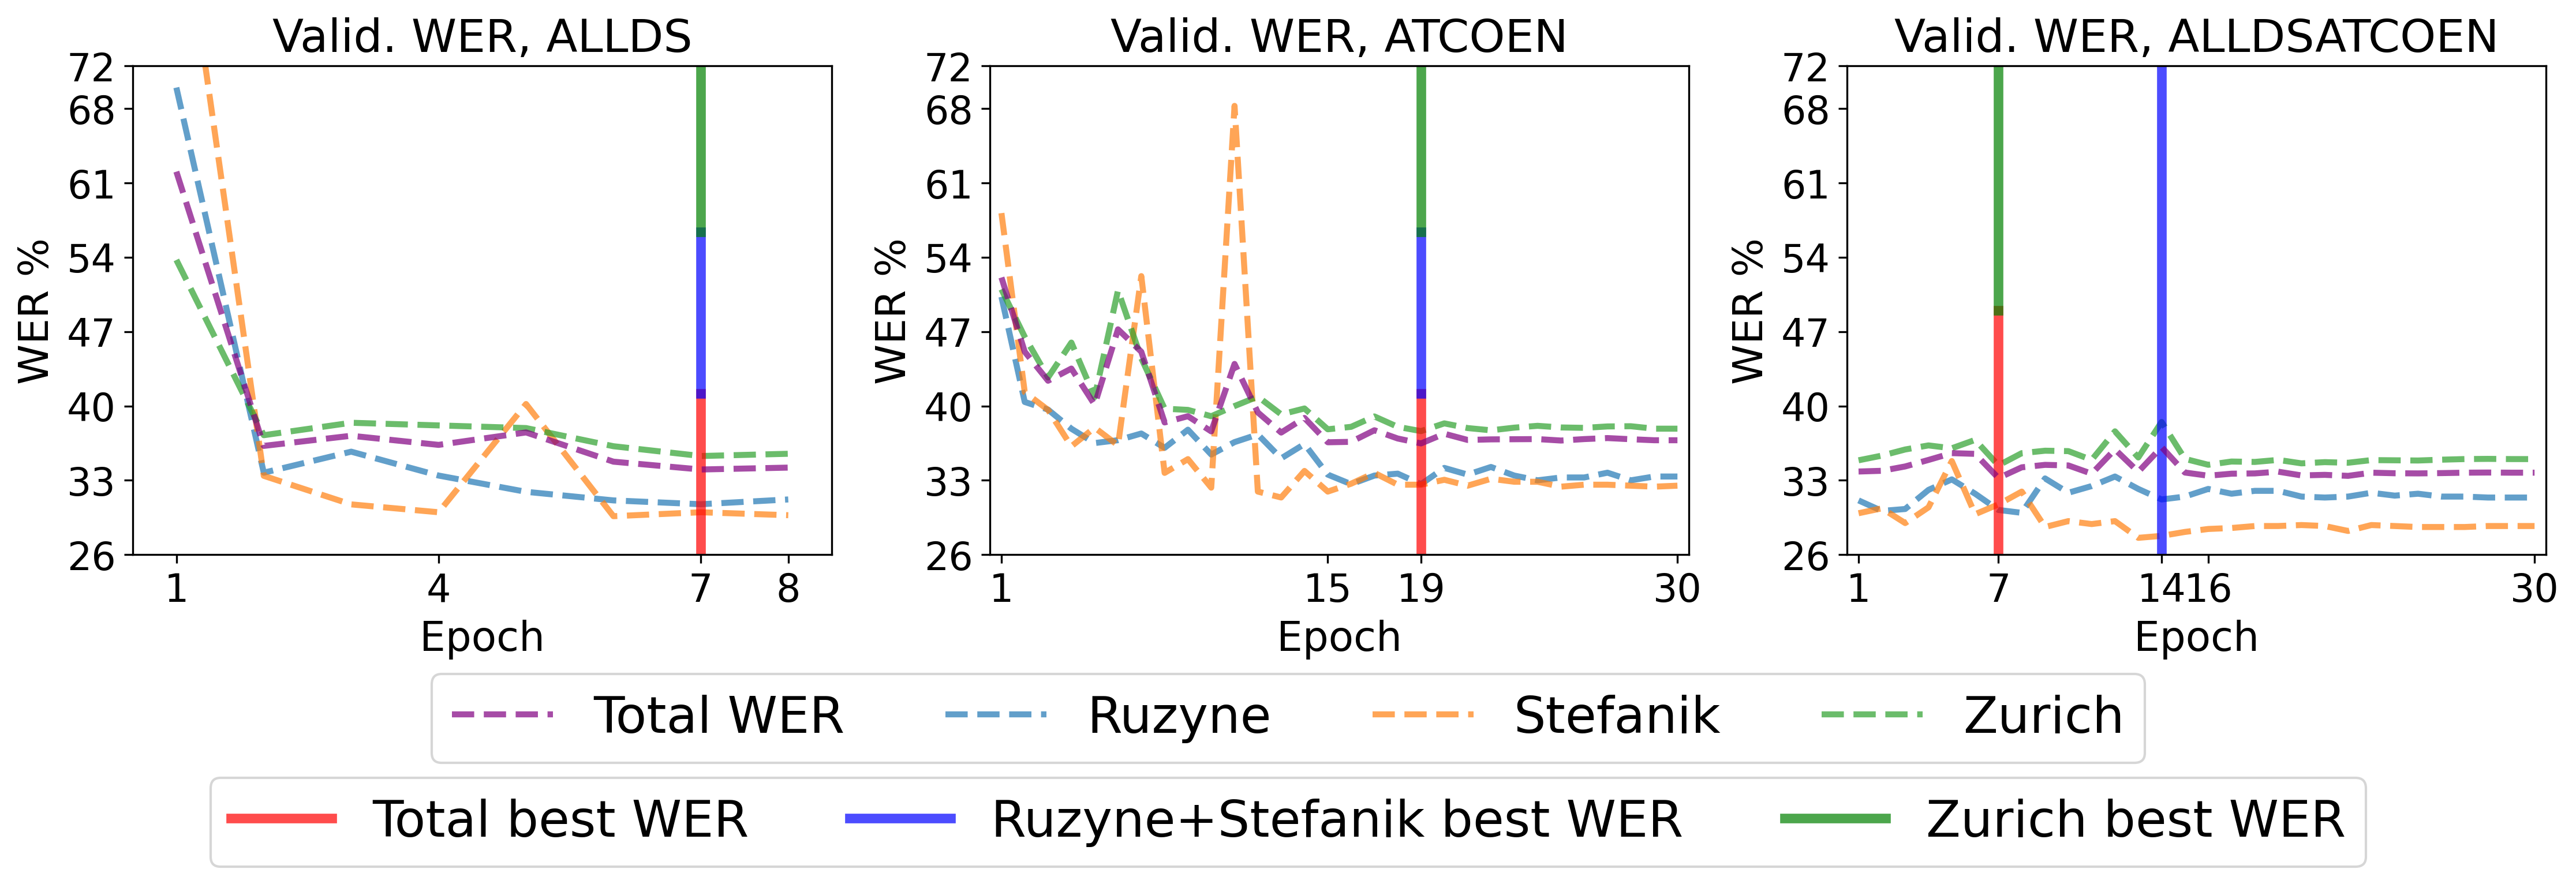 Valid. WER, ALLDS
WER %
72
68
61
54
47
40
33
26
1
4
7
8
Epoch
Valid. WER, ATCOEN
WER %
72
68
61
54
47
40
33
26
1
15
19
30
Epoch
Valid. WER, ALLDSATCOEN
WER %
72
68
61
54
47
40
33
26
1
7
14
16
30
Epoch
Total WER
Ruzyne
Stefanik
Zurich
Total best WER
Ruzyne+Stefanik best WER
Zurich best WER